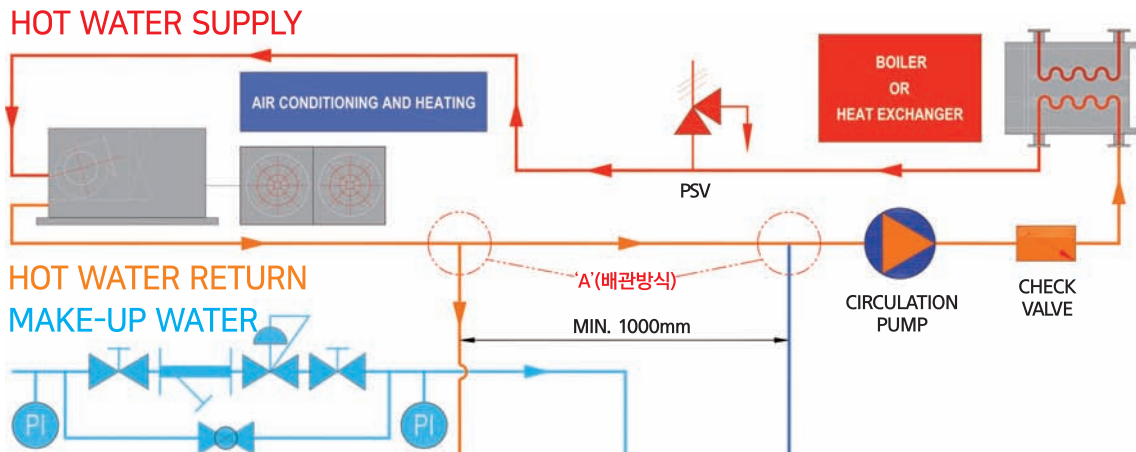 HOT WATER SUPPLY
AIR CONDITIONING AND HEATING
BOILER
OR
HEAT EXCHANGER
PSV
HOT WATER RETURN
'A'(배관방식)
CIRCULATION
PUMP
CHECK
VALVE
MAKE-UP WATER
MIN. 1000mm
PI
PI